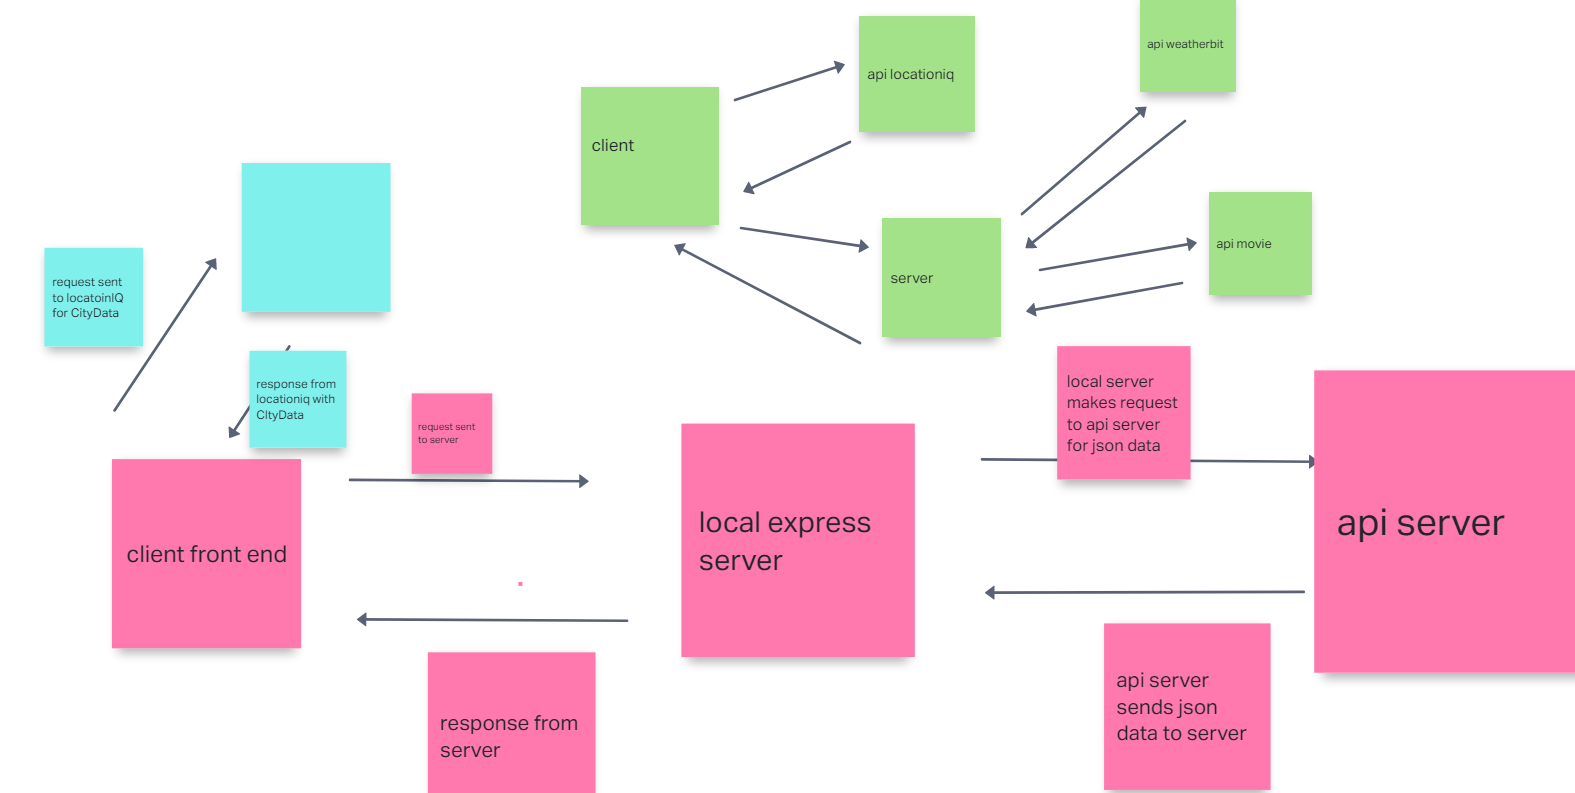 api weatherbit
api locationiq
client
api movie
server
request sent
to locatoinIQ
for CityData
response from
locationiq with
CItyData
request sent
to server
local server
makes request
to api server
for json data
client front end
local express
server
api server
response from
server
api server
sends json
data to server